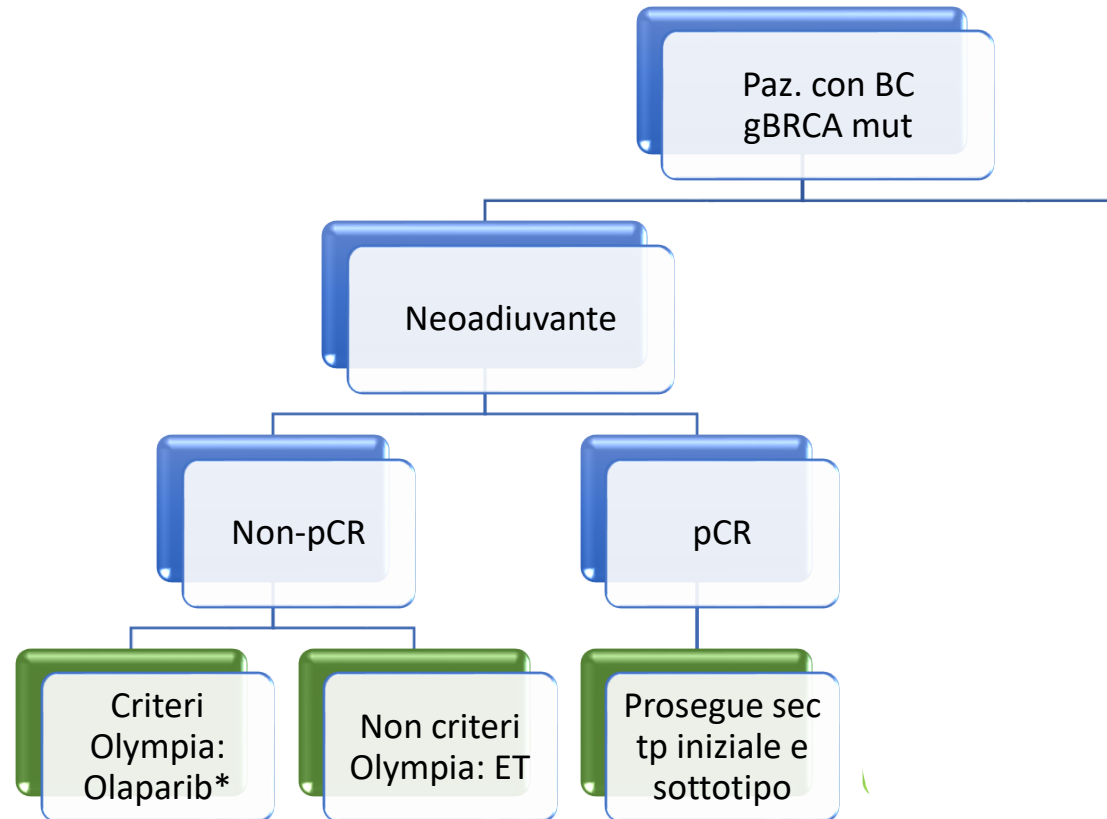 Paz. con BC
gBRCA mut
Neoadiuvante
Non-pCR
pCR
Criteri
Olympia:
Olaparib*
Non criteri
Olympia: ET
Prosegue sec
tp iniziale e
sottotipo